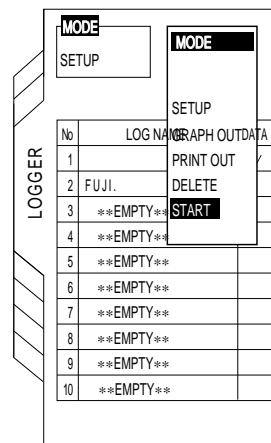 MODE
SETUP
MODE
SETUP
GRAPH OUT
PRINT OUT
DELETE
START
LOGGER
No LOG NAME DATA
1
2 FUJI.
3 **EMPTY**
4 **EMPTY**
5 **EMPTY**
6 **EMPTY**
7 **EMPTY**
8 **EMPTY**
9 **EMPTY**
10 **EMPTY**